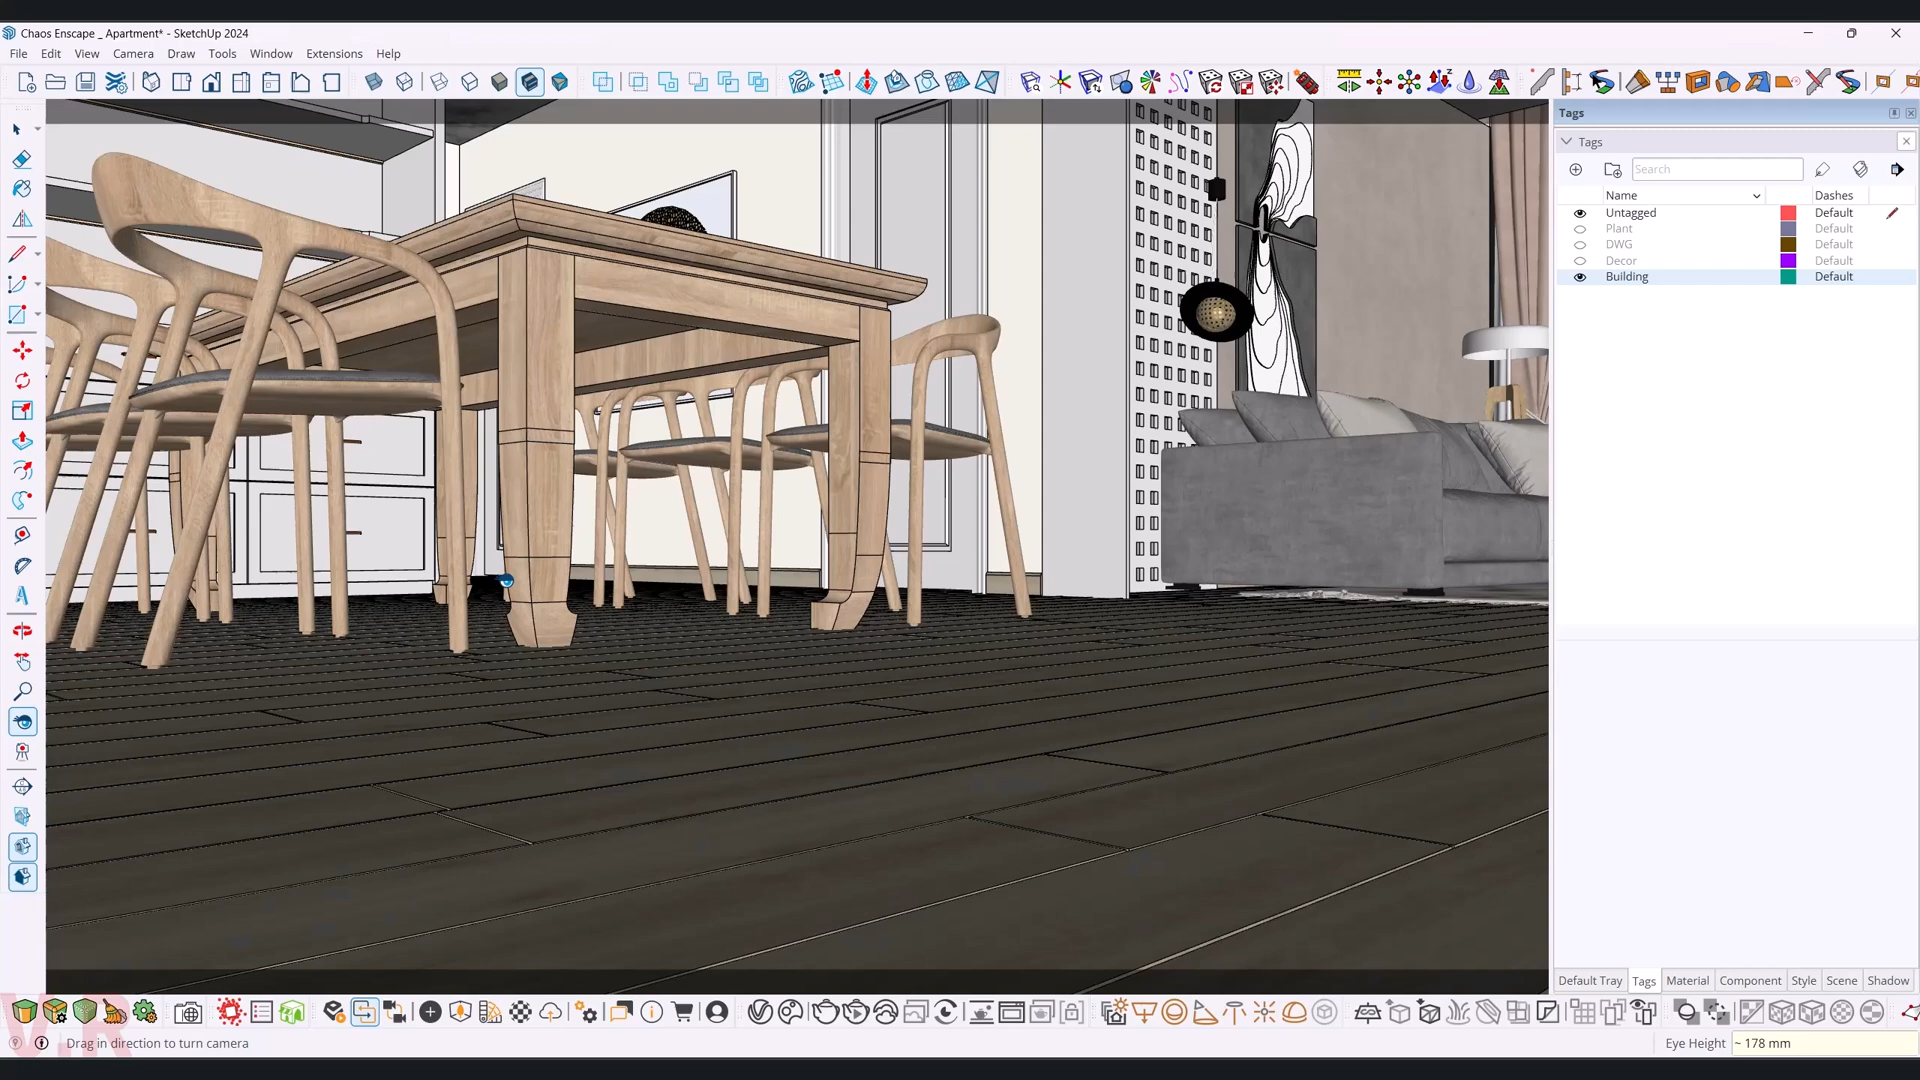 Chaos Enscape _ Apartment* - SketchUp 2024
File Edit View Camera Draw Tools Window Extensions Help
Tags
Tags
Search
Name Dashes
Untagged Default
Plant Default
DWG Default
Decor Default
Building Default
Default Tray Tags Material Component Style Scene Shadow
V.R
Drag in direction to turn camera
Eye Height ~ 178 mm